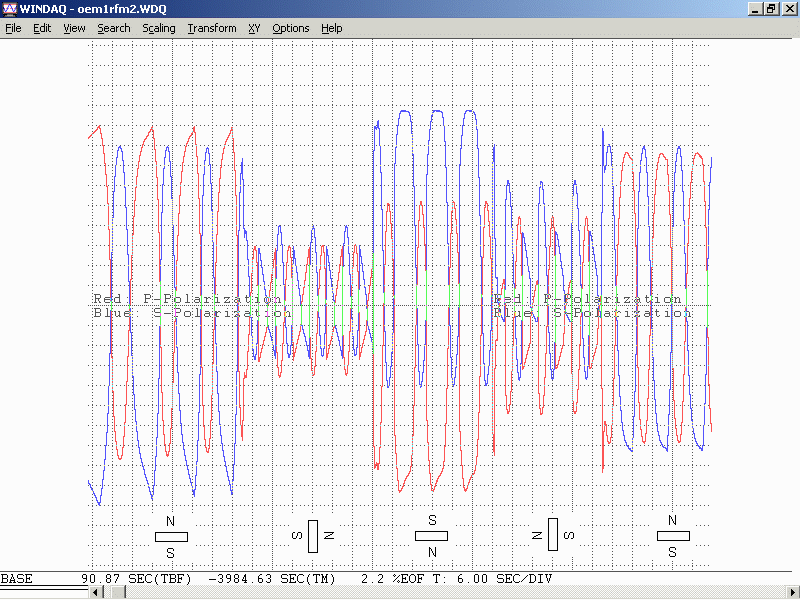 WINDAQ - oem1rfm2.WDQ
File Edit View Search Scaling Transform XY Options Help
Red: P-Polarization Red: P-Polarization
Blue: S-Polarization Blue: S-Polarization
N S N S N
S N S N S
BASE 90.87 SEC(TBF) -3984.63 SEC(TM) 2.2 %EOF T: 6.00 SEC/DIV